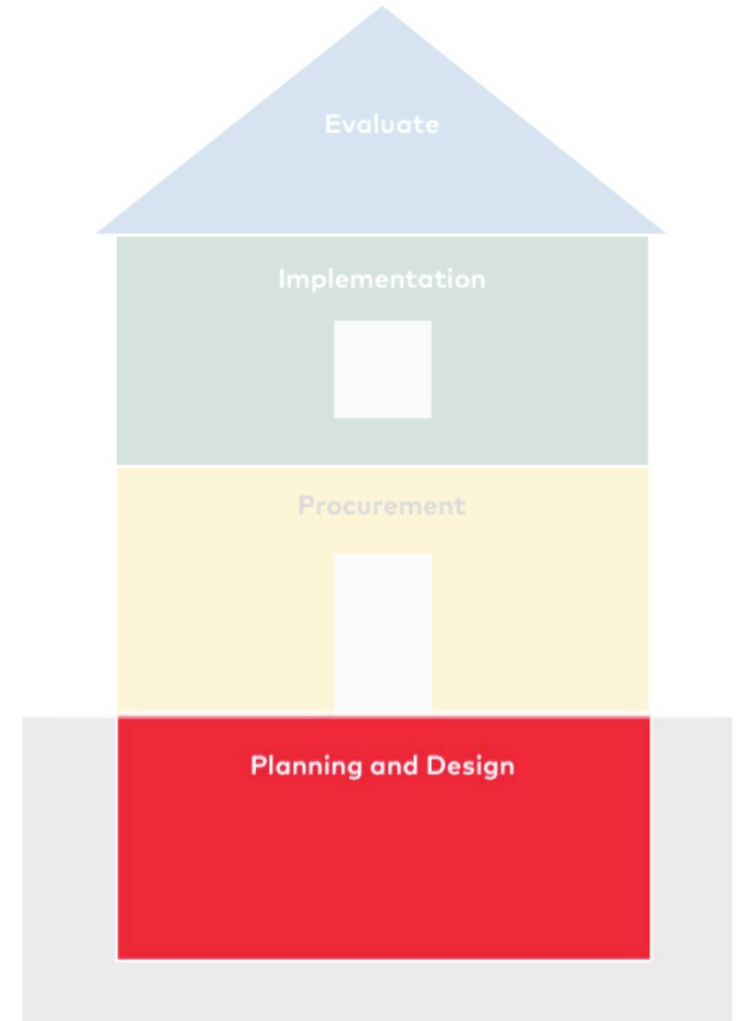 Evaluate
Implementation
Procurement
Planning and Design